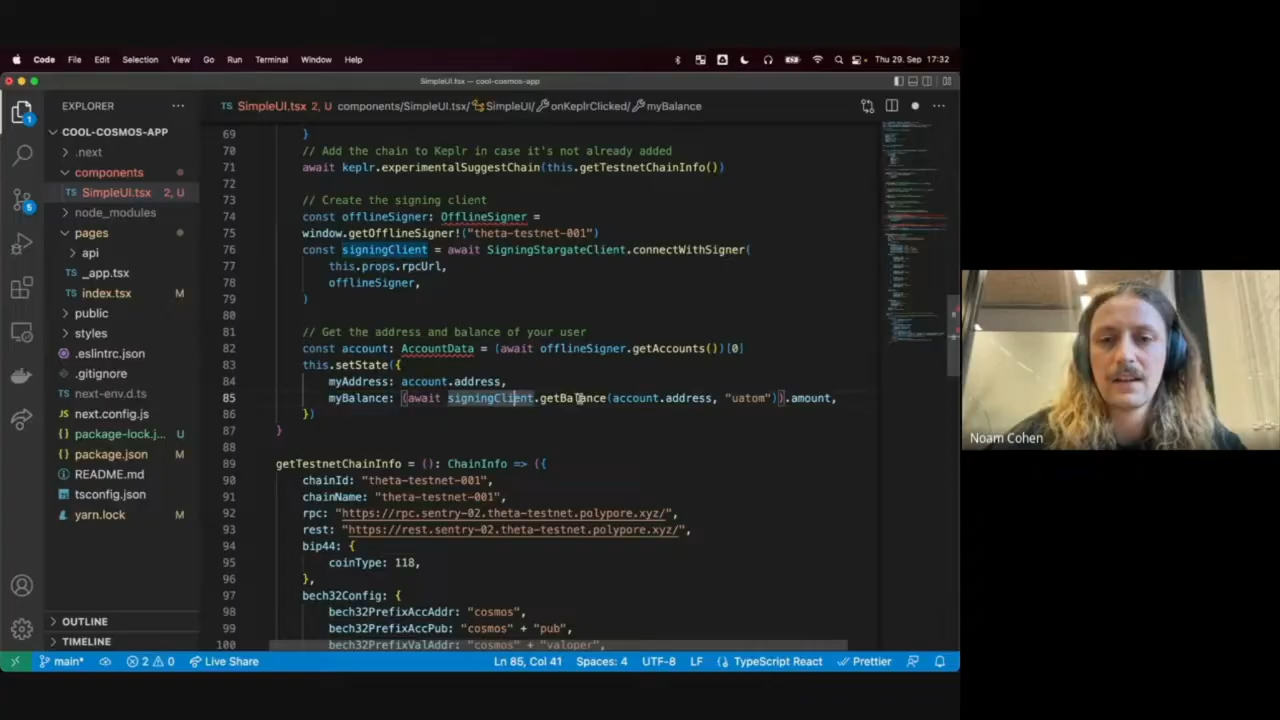 Code File Edit Selection View Go Run Terminal Window Help Thu 29. Sep 17:32
SimpleUI.tsx — cool-cosmos-app
EXPLORER
SimpleUI.tsx 2, U components/SimpleUI.tsx/SimpleUI/onKeplrClicked/myBalance
COOL-COSMOS-APP
.next
components
TS SimpleUI.tsx 2, U
node_modules
pages
api
TS _app.tsx
TS index.tsx M
public
styles
.eslintrc.json
.gitignore
TS next-env.d.ts
JS next.config.js
{} package-lock.j... U
{} package.json M
README.md
tsconfig.json
yarn.lock M
OUTLINE
TIMELINE
1
5
69 }
70 // Add the chain to Keplr in case it's not already added
71 await keplr.experimentalSuggestChain(this.getTestnetChainInfo())
72
73 // Create the signing client
74 const offlineSigner: OfflineSigner =
75 window.getOfflineSigner!("theta-testnet-001")
76 const signingClient = await SigningStargateClient.connectWithSigner(
77 this.props.rpcUrl,
78 offlineSigner,
79 )
80
81 // Get the address and balance of your user
82 const account: AccountData = (await offlineSigner.getAccounts())[0]
83 this.setState({
84 myAddress: account.address,
85 myBalance: (await signingClient.getBalance(account.address, "uatom")).amount,
86 })
87 }
88
89 getTestnetChainInfo = (): ChainInfo => ({
90 chainId: "theta-testnet-001",
91 chainName: "theta-testnet-001",
92 rpc: "https://rpc.sentry-02.theta-testnet.polypore.xyz/",
93 rest: "https://rest.sentry-02.theta-testnet.polypore.xyz/",
94 bip44: {
95 coinType: 118,
96 },
97 bech32Config: {
98 bech32PrefixAccAddr: "cosmos",
99 bech32PrefixAccPub: "cosmos" + "pub",
100 bech32PrefixValAddr: "cosmos" + "valoper",
main* 2 0 Live Share Ln 85, Col 41 Spaces: 4 UTF-8 LF TypeScript React Prettier
Noam Cohen